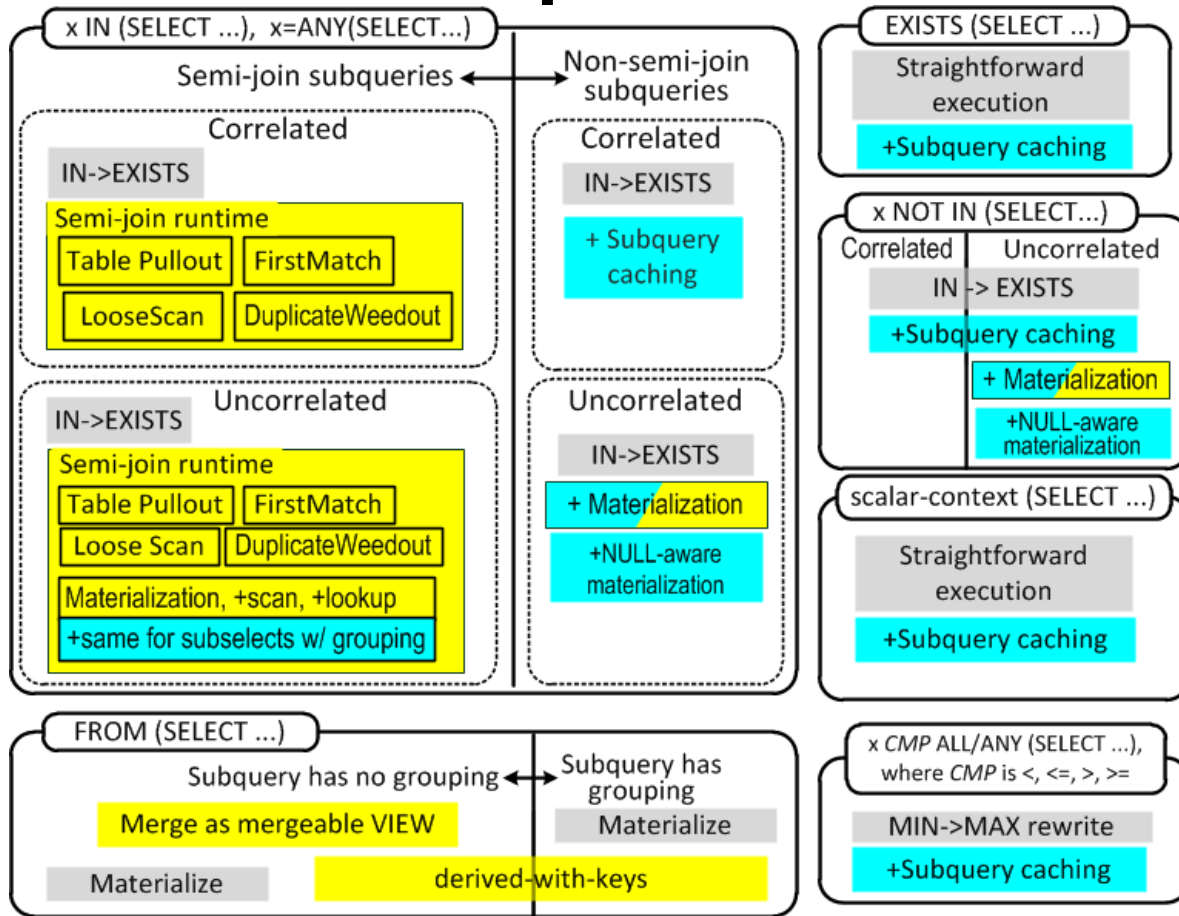 x IN (SELECT ...), x=ANY(SELECT...)
Semi-join subqueries
Non-semi-join
subqueries
Correlated
IN->EXISTS
Semi-join runtime
Table Pullout
FirstMatch
LooseScan
DuplicateWeedout
Correlated
IN->EXISTS
+ Subquery
caching
Uncorrelated
IN->EXISTS
Semi-join runtime
Table Pullout
FirstMatch
Loose Scan
DuplicateWeedout
Materialization, +scan, +lookup
+same for subselects w/ grouping
Uncorrelated
IN->EXISTS
+ Materialization
+NULL-aware
materialization
EXISTS (SELECT ...)
Straightforward
execution
+Subquery caching
x NOT IN (SELECT...)
Correlated
Uncorrelated
IN -> EXISTS
+Subquery caching
+ Materialization
+NULL-aware
materialization
scalar-context (SELECT ...)
Straightforward
execution
+Subquery caching
FROM (SELECT ...)
Subquery has no grouping
Subquery has
grouping
Merge as mergeable VIEW
Materialize
Materialize
derived-with-keys
x CMP ALL/ANY (SELECT ...),
where CMP is <, <=, >, >=
MIN->MAX rewrite
+Subquery caching